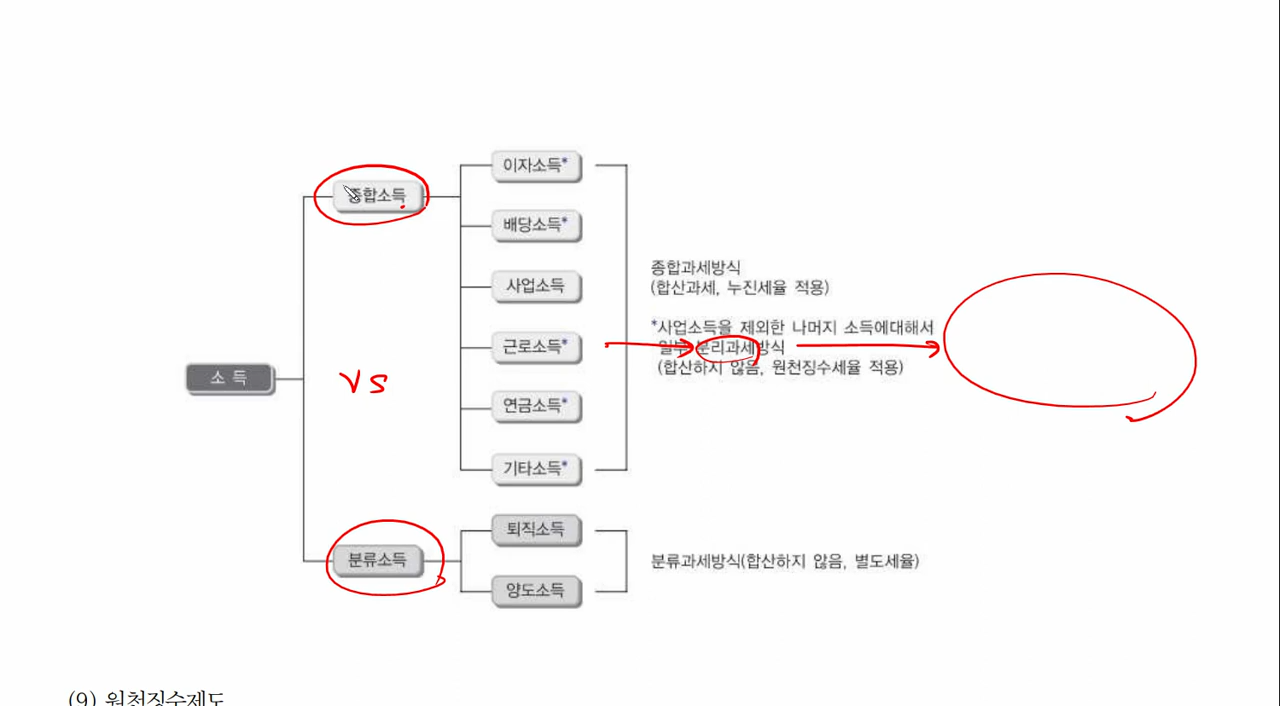 이자소득*
종합소득
배당소득*
종합과세방식
사업소득
(합산과세, 누진세율 적용)
*사업소득을 제외한 나머지 소득에대해서
근로소득*
일부 분리과세방식
(합산하지 않음, 원천징수세율 적용)
소 득
VS
연금소득*
기타소득*
퇴직소득
분류소득
분류과세방식(합산하지 않음, 별도세율)
양도소득
(9) 원천징수제도